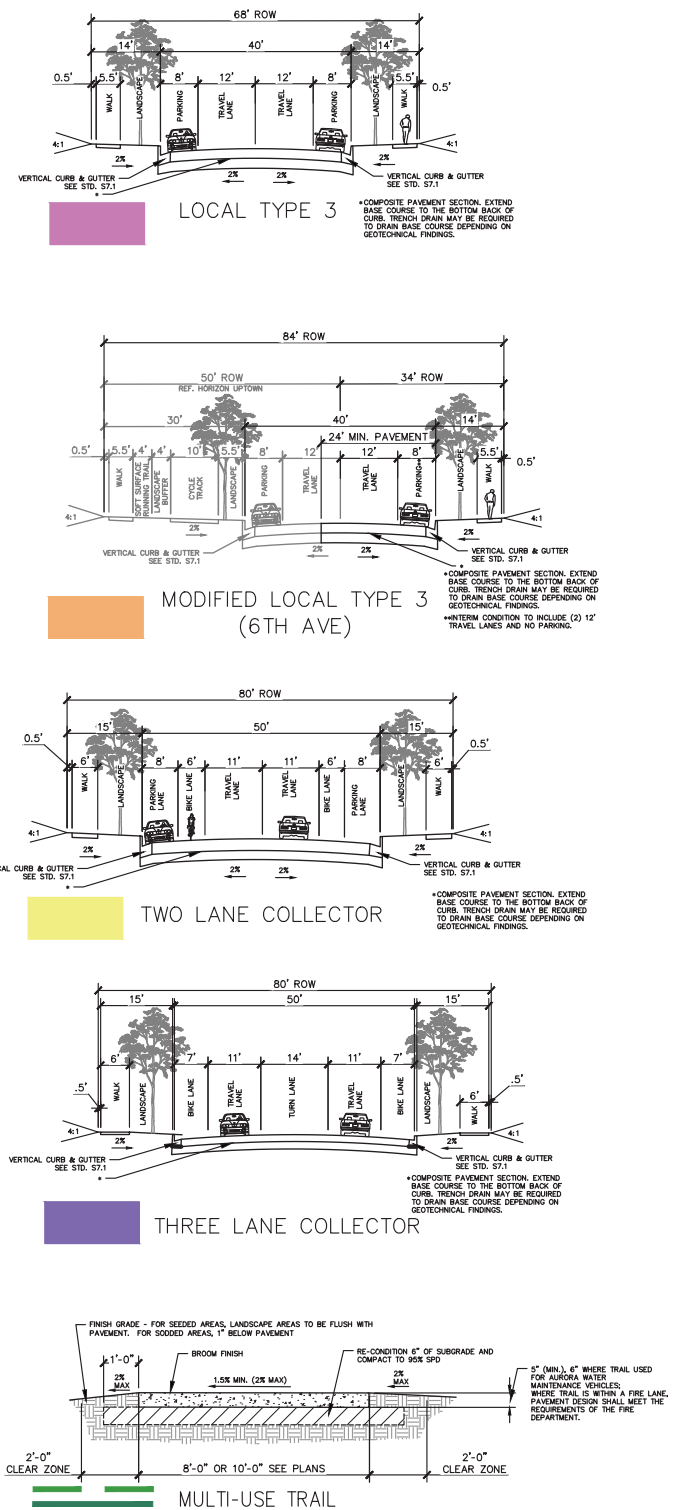 68' ROW
14' 40' 14'
0.5' 5.5' 8' 12' 12' 8' 5.5' 0.5'
WALK LANDSCAPE PARKING TRAVEL LANE TRAVEL LANE PARKING LANDSCAPE WALK
4:1 4:1
2% 2%
VERTICAL CURB & GUTTER
SEE STD. S7.1
*
2% 2%
VERTICAL CURB & GUTTER
SEE STD. S7.1
LOCAL TYPE 3
*COMPOSITE PAVEMENT SECTION. EXTEND
BASE COURSE TO THE BOTTOM BACK OF
CURB. TRENCH DRAIN MAY BE REQUIRED
TO DRAIN BASE COURSE DEPENDING ON
GEOTECHNICAL FINDINGS.
84' ROW
50' ROW 34' ROW
REF. HORIZON UPTOWN
30' 40' 14'
24' MIN. PAVEMENT
0.5' 5.5' 4' 4' 10' 5.5' 8' 12' 12' 8' 5.5' 0.5'
WALK SOFT SURFACE RUNNING TRAIL LANDSCAPE BUFFER CYCLE TRACK LANDSCAPE PARKING TRAVEL LANE TRAVEL LANE PARKING** LANDSCAPE WALK
4:1 4:1
2% 2%
VERTICAL CURB & GUTTER
SEE STD. S7.1
2% 2%
VERTICAL CURB & GUTTER
SEE STD. S7.1
*
*COMPOSITE PAVEMENT SECTION. EXTEND
BASE COURSE TO THE BOTTOM BACK OF
CURB. TRENCH DRAIN MAY BE REQUIRED
TO DRAIN BASE COURSE DEPENDING ON
GEOTECHNICAL FINDINGS.
**INTERIM CONDITION TO INCLUDE (2) 12'
TRAVEL LANES AND NO PARKING.
MODIFIED LOCAL TYPE 3
(6TH AVE)
80' ROW
15' 50' 15'
0.5' 0.5'
6' 8' 6' 11' 11' 6' 8' 6'
WALK LANDSCAPE PARKING LANE BIKE LANE TRAVEL LANE TRAVEL LANE BIKE LANE PARKING LANE LANDSCAPE WALK
4:1 4:1
2% 2%
CAL CURB & GUTTER
SEE STD. S7.1
*
2% 2%
VERTICAL CURB & GUTTER
SEE STD. S7.1
TWO LANE COLLECTOR
*COMPOSITE PAVEMENT SECTION. EXTEND
BASE COURSE TO THE BOTTOM BACK OF
CURB. TRENCH DRAIN MAY BE REQUIRED
TO DRAIN BASE COURSE DEPENDING ON
GEOTECHNICAL FINDINGS.
80' ROW
15' 50' 15'
6' 7' 11' 14' 11' 7' 6'
.5' .5'
WALK LANDSCAPE BIKE LANE TRAVEL LANE TURN LANE TRAVEL LANE BIKE LANE LANDSCAPE WALK
4:1 4:1
2% 2%
VERTICAL CURB & GUTTER
SEE STD. S7.1
*
VERTICAL CURB & GUTTER
SEE STD. S7.1
*COMPOSITE PAVEMENT SECTION. EXTEND
BASE COURSE TO THE BOTTOM BACK OF
CURB. TRENCH DRAIN MAY BE REQUIRED
TO DRAIN BASE COURSE DEPENDING ON
GEOTECHNICAL FINDINGS.
THREE LANE COLLECTOR
FINISH GRADE - FOR SEEDED AREAS, LANDSCAPE AREAS TO BE FLUSH WITH
PAVEMENT. FOR SODDED AREAS, 1" BELOW PAVEMENT
1'-0"
BROOM FINISH
RE-CONDITION 6" OF SUBGRADE AND
COMPACT TO 95% SPD
2%
MAX
1.5% MIN. (2% MAX)
2%
MAX
5" (MIN.), 6" WHERE TRAIL USED
FOR AURORA WATER
MAINTENANCE VEHICLES;
WHERE TRAIL IS WITHIN A FIRE LANE,
PAVEMENT DESIGN SHALL MEET THE
REQUIREMENTS OF THE FIRE
DEPARTMENT.
2'-0"
CLEAR ZONE
8'-0" OR 10'-0" SEE PLANS
2'-0"
CLEAR ZONE
MULTI-USE TRAIL